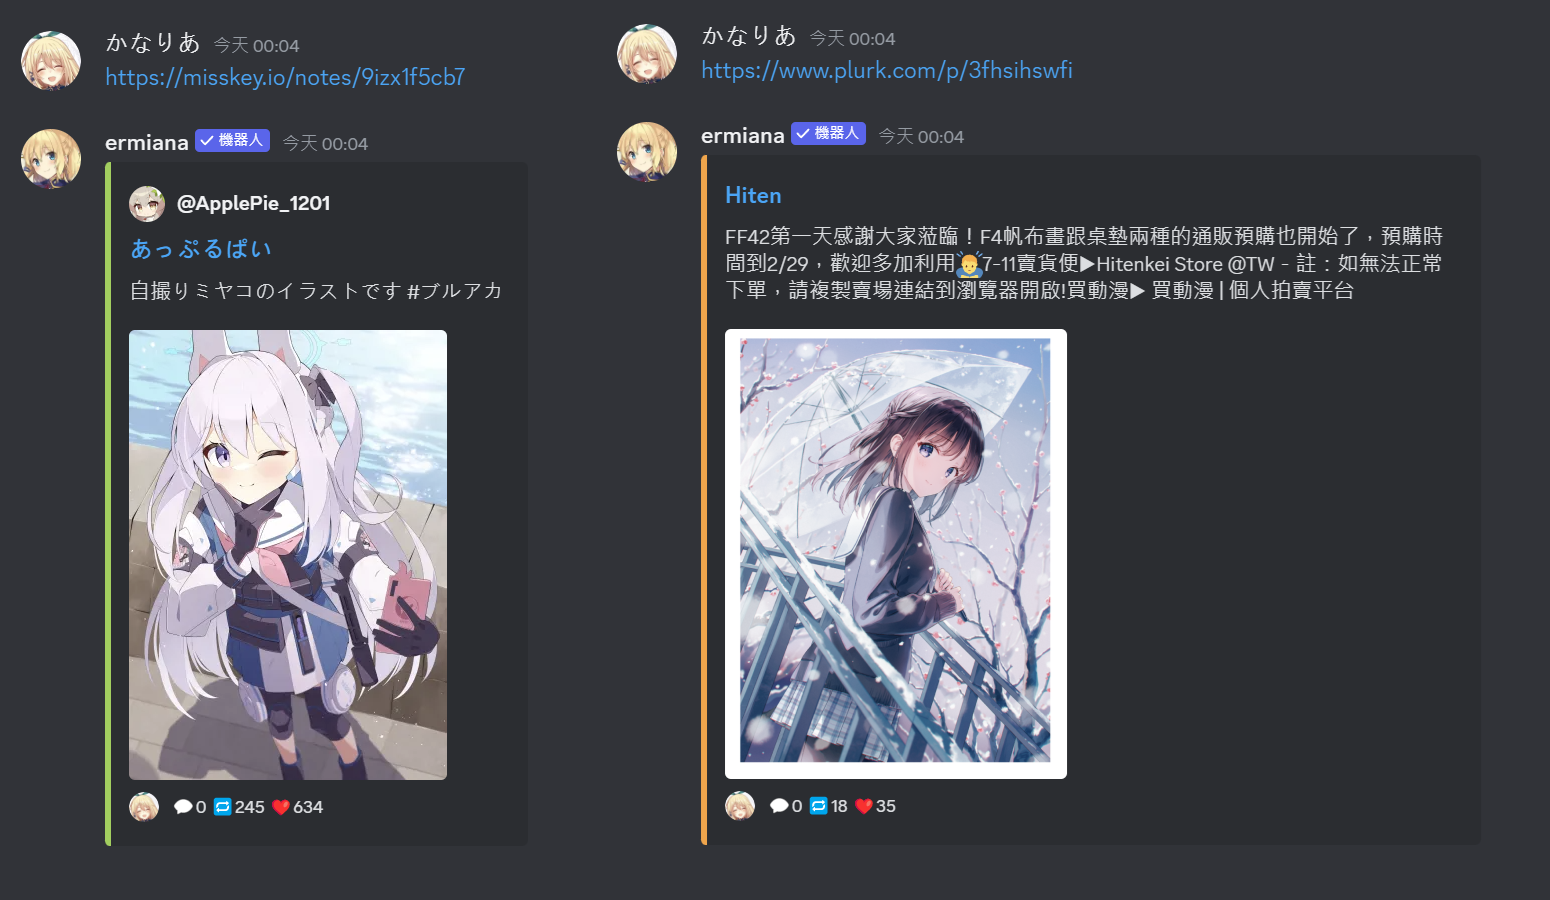 かなりあ 今天 00:04
https://misskey.io/notes/9izx1f5cb7
ermiana ✓ 機器人 今天 00:04
@ApplePie_1201
あっぷるぱい
自撮りミヤコのイラストです #ブルアカ
💬0 🔁245 ❤️634
かなりあ 今天 00:04
https://www.plurk.com/p/3fhsihswfi
ermiana ✓ 機器人 今天 00:04
Hiten
FF42第一天感謝大家蒞臨！F4帆布畫跟桌墊兩種的通販預購也開始了，預購時
間到2/29，歡迎多加利用🙇‍♂️7-11賣貨便▶Hitenkei Store @TW - 註：如無法正常
下單，請複製賣場連結到瀏覽器開啟!買動漫▶ 買動漫 | 個人拍賣平台
💬0 🔁18 ❤️35